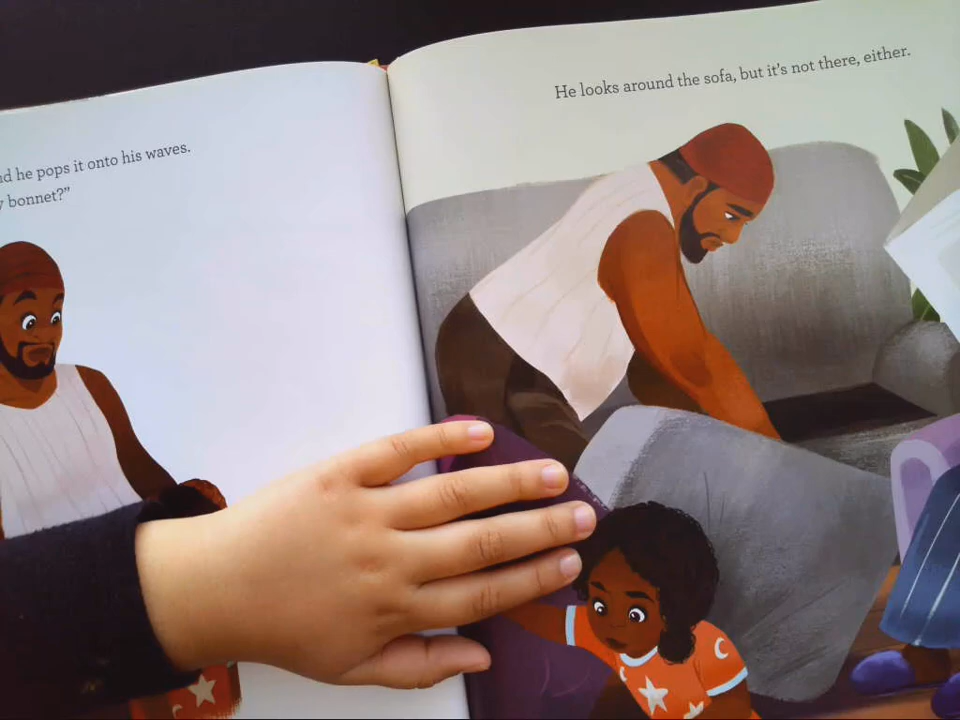 he pops it onto his waves.
bonnet?”
He looks around the sofa, but it’s not there, either.